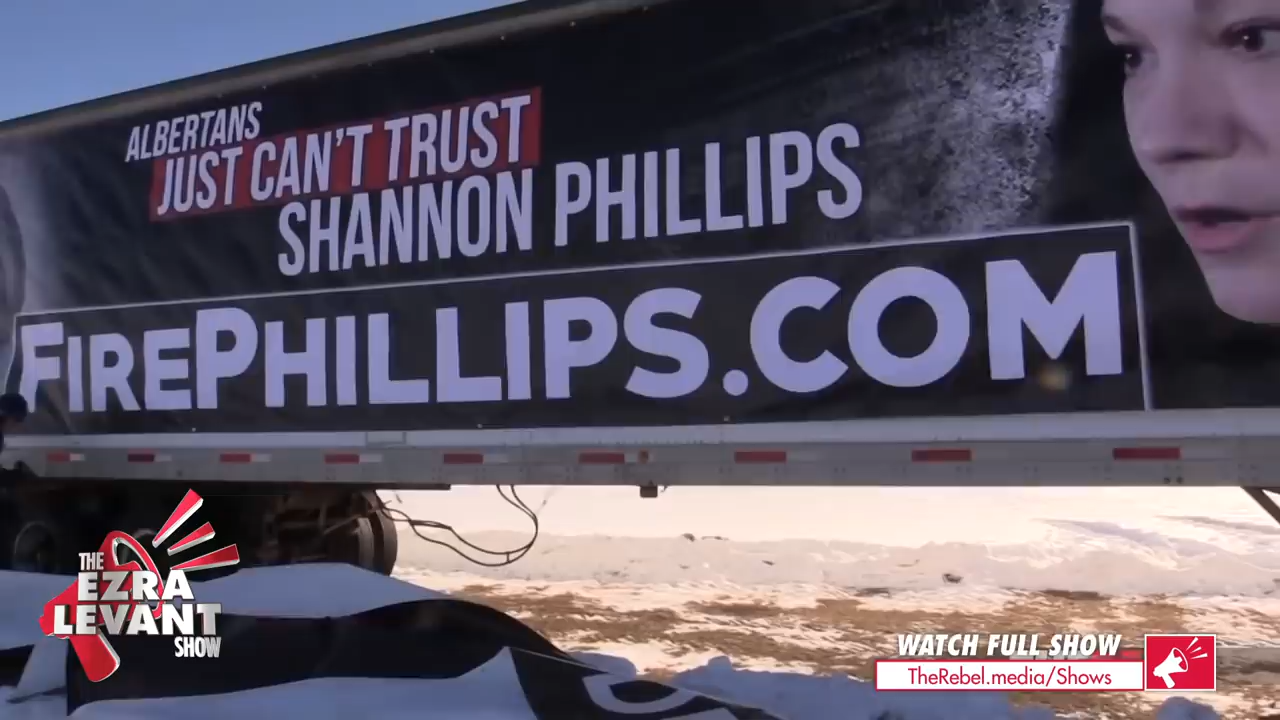 ALBERTANS
JUST CAN'T TRUST
SHANNON PHILLIPS
FIREPHILLIPS.COM
THE
EZRA
LEVANT
SHOW
WATCH FULL SHOW
TheRebel.media/Shows